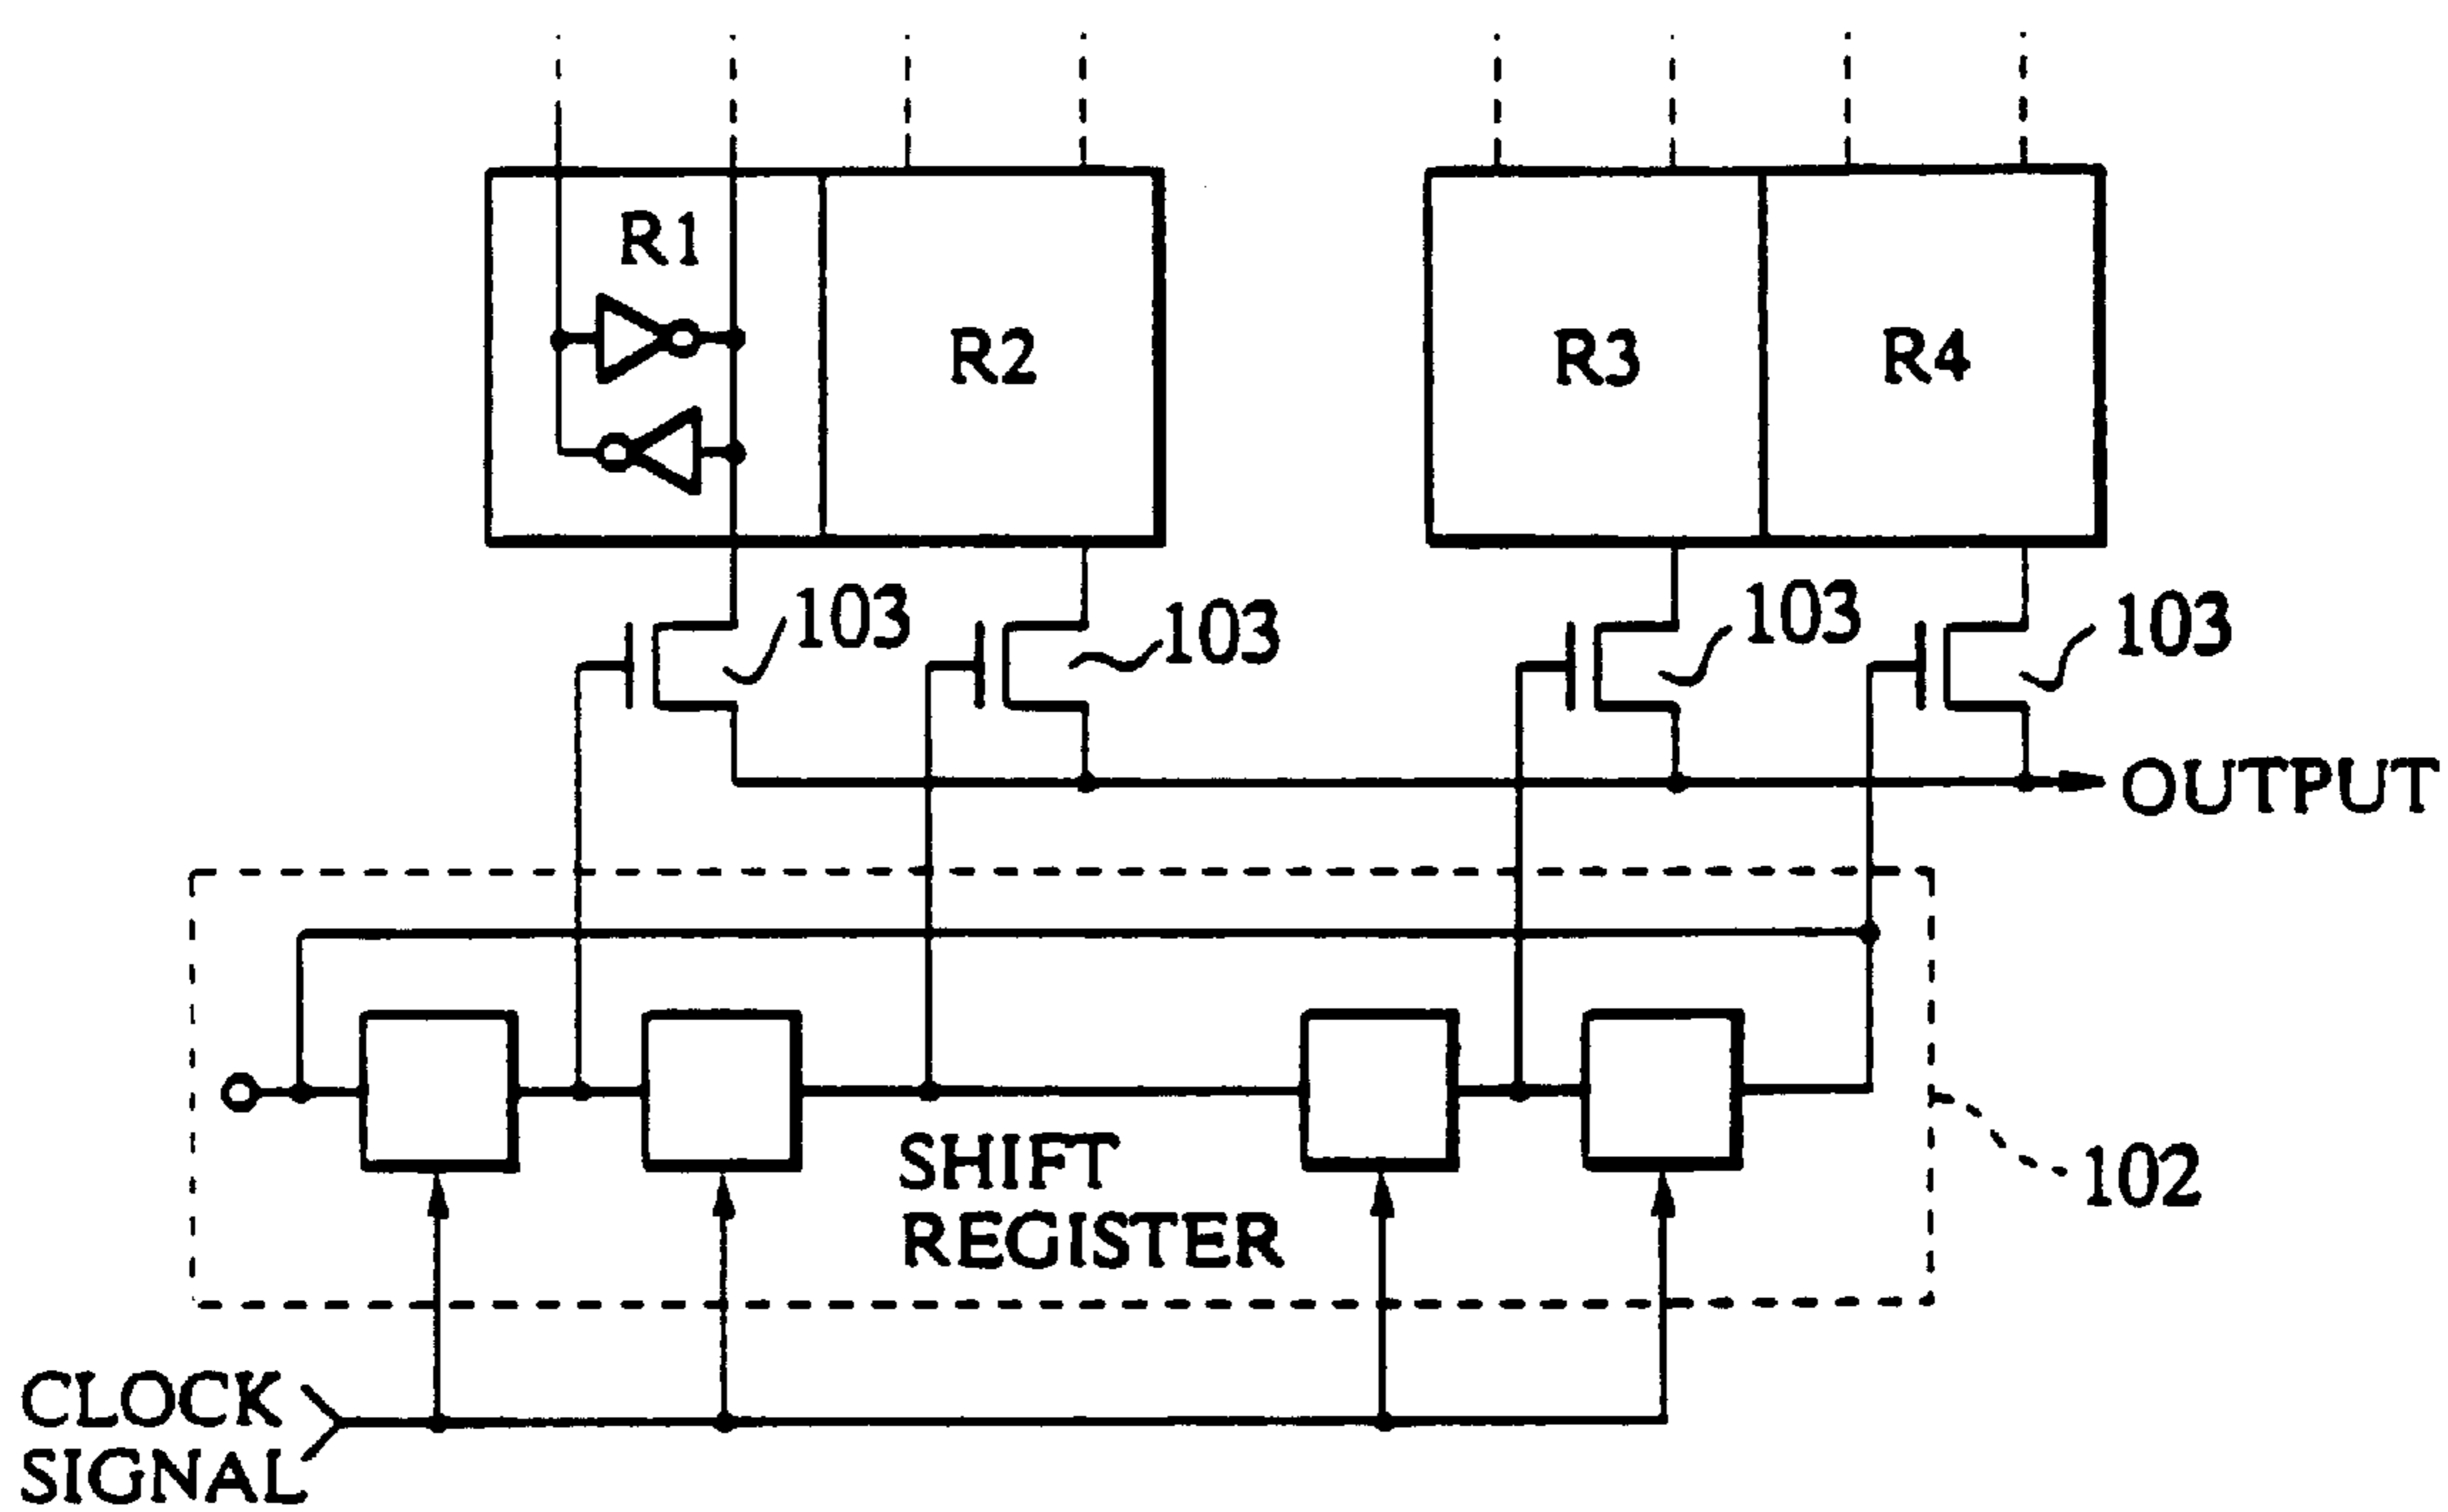 R1
R2
R3
R4
103
103
103
103
OUTPUT
SHIFT
REGISTER
102
CLOCK
SIGNAL